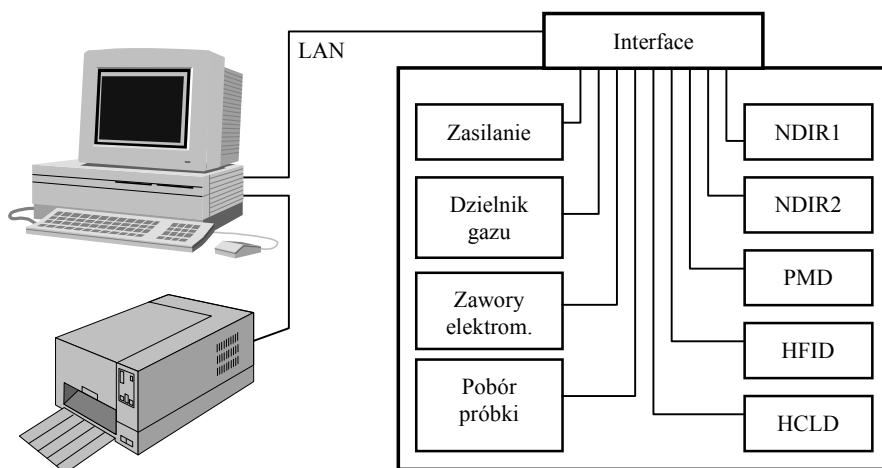 LAN
Interface
Zasilanie
Dzielnik
gazu
Zawory
elektrom.
Pobór
próbki
NDIR1
NDIR2
PMD
HFID
HCLD